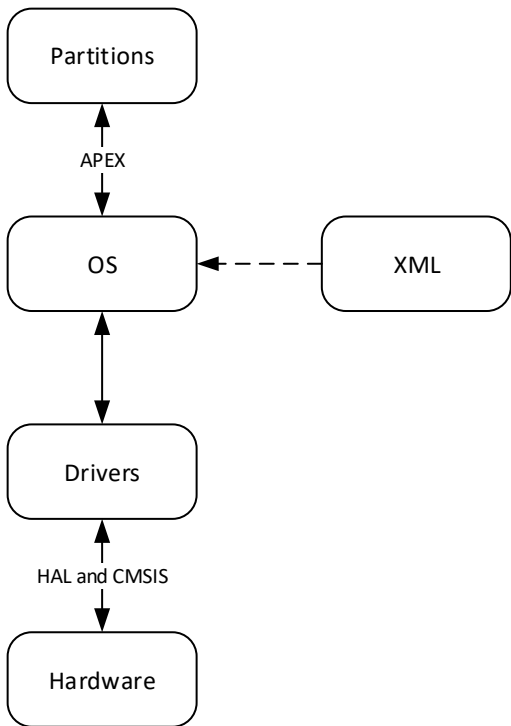 Partitions
APEX
OS
XML
Drivers
HAL and CMSIS
Hardware